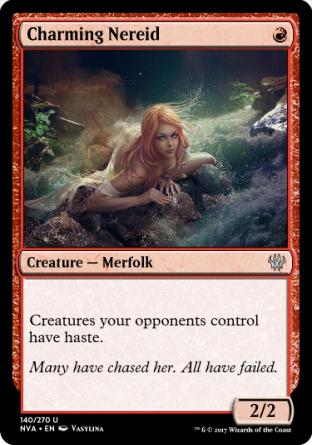 Charming Nereid
Creature — Merfolk
Creatures your opponents control
have haste.
Many have chased her. All have failed.
2/2
140/270 U
NVA • EN VASYLINA
™ & © 2017 Wizards of the Coast